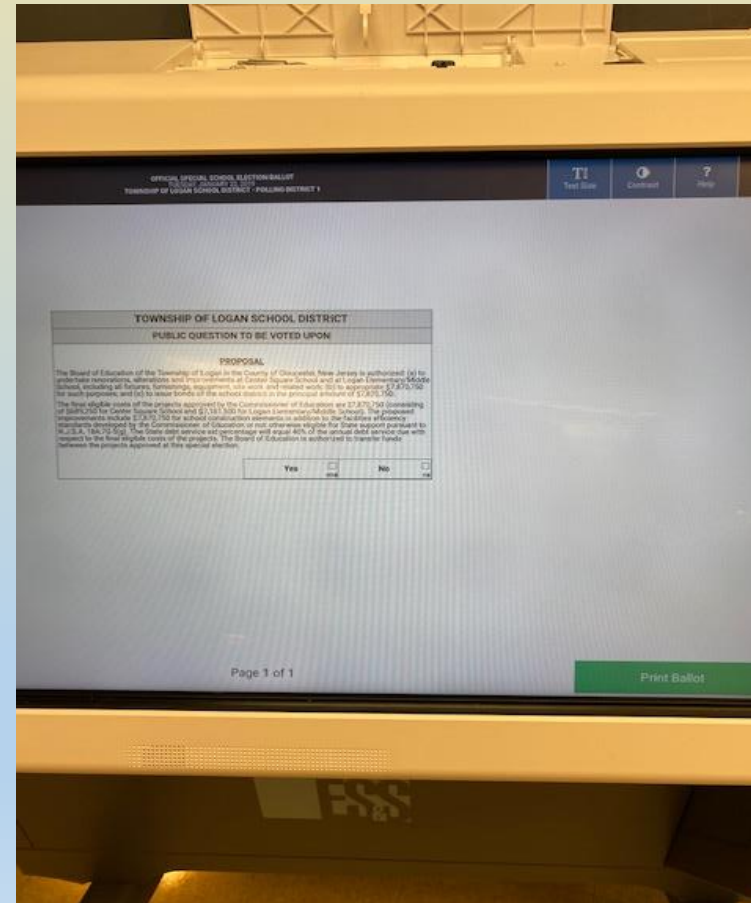 OFFICIAL SPECIAL SCHOOL ELECTION BALLOT
TUESDAY, JANUARY 22, 2019
TOWNSHIP OF LOGAN SCHOOL DISTRICT - POLLING DISTRICT 1
Text Size
Contrast
?
Help
TOWNSHIP OF LOGAN SCHOOL DISTRICT
PUBLIC QUESTION TO BE VOTED UPON
PROPOSAL
The Board of Education of the Township of Logan in the County of Gloucester, New Jersey is authorized: (a) to
undertake renovations, alterations and improvements at Center Square School and at Logan Elementary/Middle
School, including all fixtures, furnishings, equipment, site work and related work; (b) to appropriate $7,870,750
for such purposes; and (c) to issue bonds of the school district in the principal amount of $7,870,750.
The final eligible costs of the projects approved by the Commissioner of Education are $7,870,750 (consisting
of $689,250 for Center Square School and $7,181,500 for Logan Elementary/Middle School). The proposed
improvements include $7,870,750 for school construction elements in addition to the facilities efficiency
standards developed by the Commissioner of Education or not otherwise eligible for State support pursuant to
N.J.S.A. 18A:7G-5(g). The State debt service aid percentage will equal 40% of the annual debt service due with
respect to the final eligible costs of the projects. The Board of Education is authorized to transfer funds
between the projects approved at this special election.
Yes
No
Page 1 of 1
Print Ballot
ES&S